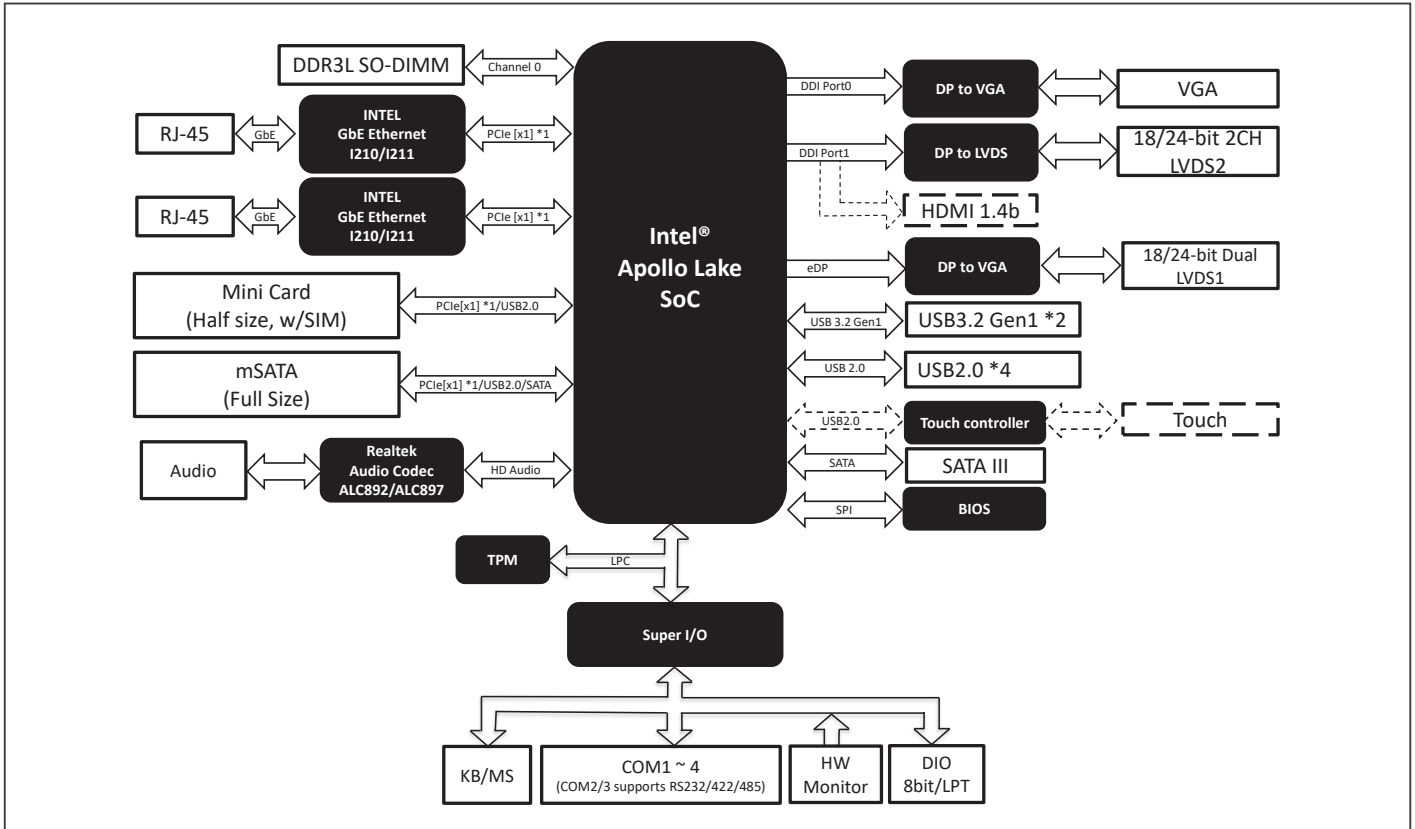 DDR3L SO-DIMM
Channel 0
RJ-45
GbE
INTEL
GbE Ethernet
I210/I211
PCIe [x1] *1
RJ-45
GbE
INTEL
GbE Ethernet
I210/I211
PCIe [x1] *1
Mini Card
(Half size, w/SIM)
PCIe[x1] *1/USB2.0
mSATA
(Full Size)
PCIe[x1] *1/USB2.0/SATA
Audio
Realtek
Audio Codec
ALC892/ALC897
HD Audio
Intel®
Apollo Lake
SoC
DDI Port0
DP to VGA
VGA
DDI Port1
DP to LVDS
18/24-bit 2CH
LVDS2
HDMI 1.4b
eDP
DP to VGA
18/24-bit Dual
LVDS1
USB 3.2 Gen1
USB3.2 Gen1 *2
USB 2.0
USB2.0 *4
USB2.0
Touch controller
Touch
SATA
SATA III
SPI
BIOS
TPM
LPC
Super I/O
KB/MS
COM1 ~ 4
(COM2/3 supports RS232/422/485)
HW
Monitor
DIO
8bit/LPT